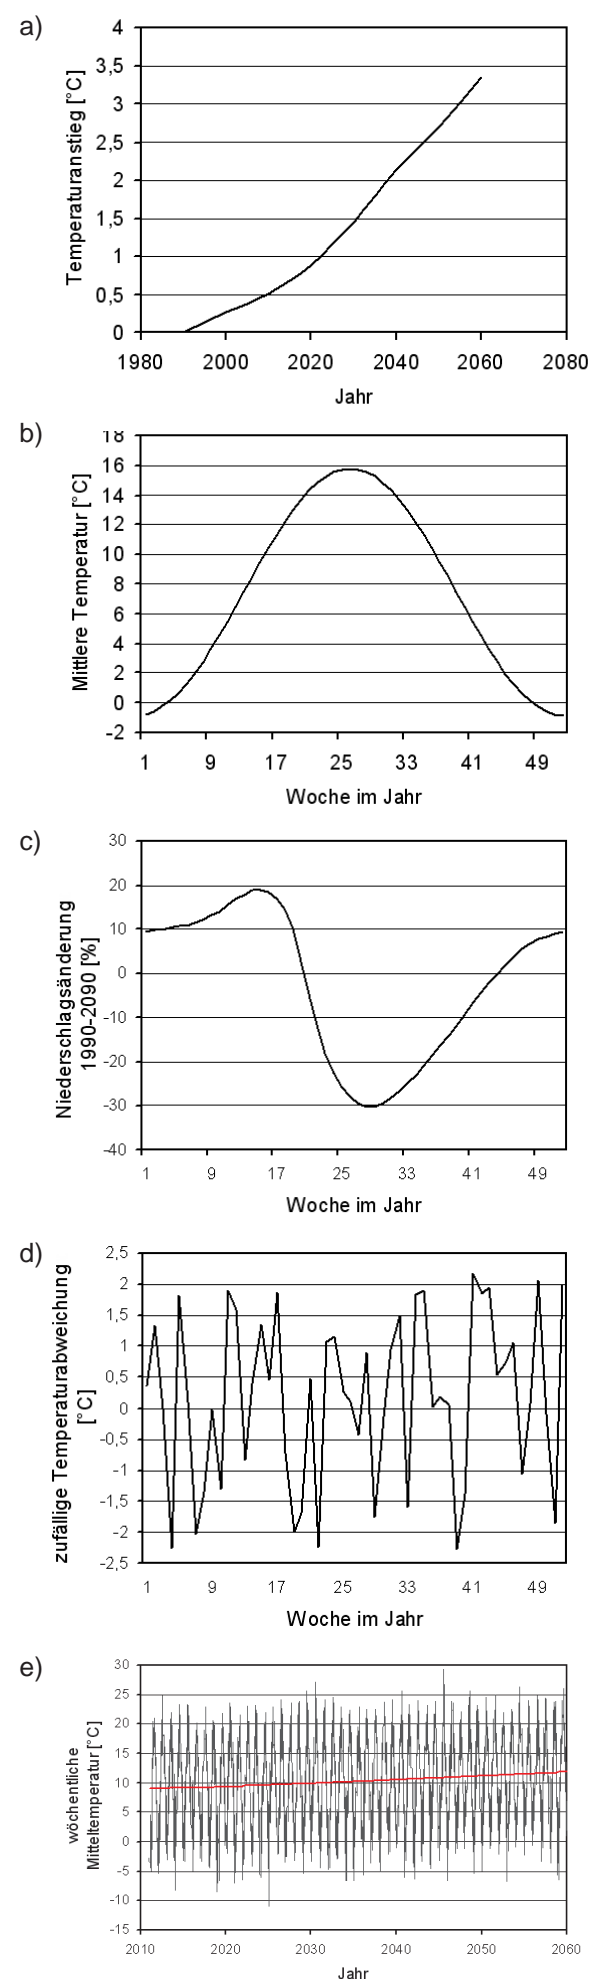 a)
4
3,5
3
2,5
2
1,5
1
0,5
0
Temperaturanstieg [°C]
1980 2000 2020 2040 2060 2080
Jahr
b)
18
16
14
12
10
8
6
4
2
0
-2
Mittlere Temperatur [°C]
1 9 17 25 33 41 49
Woche im Jahr
c)
30
20
10
0
-10
-20
-30
-40
Niederschlagsänderung
1990-2090 [%]
1 9 17 25 33 41 49
Woche im Jahr
d)
2,5
2
1,5
1
0,5
0
-0,5
-1
-1,5
-2
-2,5
zufällige Temperaturabweichung
[°C]
1 9 17 25 33 41 49
Woche im Jahr
e)
30
25
20
15
10
5
0
-5
-10
-15
wöchentliche
Mitteltemperatur [°C]
2010 2020 2030 2040 2050 2060
Jahr